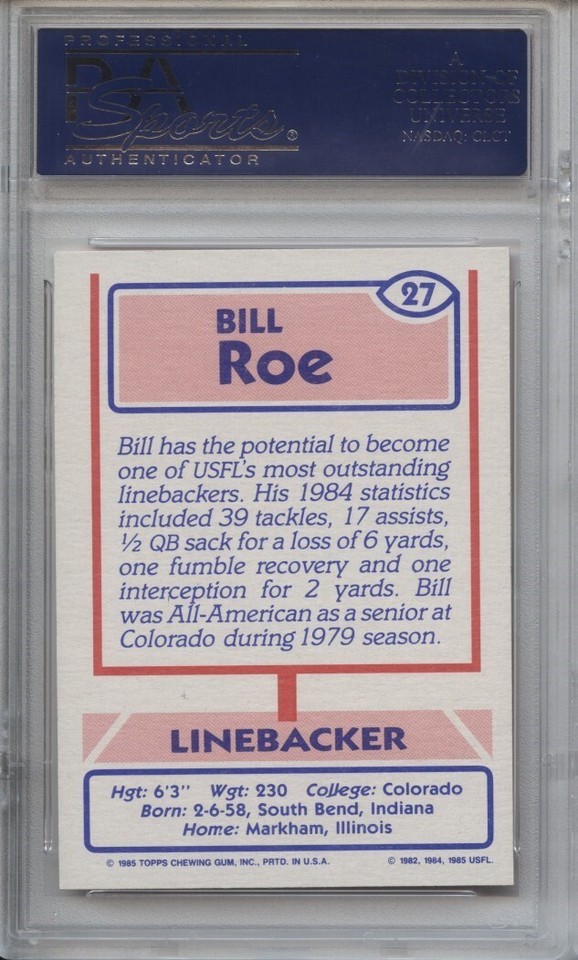 PROFESSIONAL
PSA
Sports®
AUTHENTICATOR
A
DIVISION OF
COLLECTORS
UNIVERSE
NASDAQ: CLCT
27
BILL
Roe
Bill has the potential to become
one of USFL's most outstanding
linebackers. His 1984 statistics
included 39 tackles, 17 assists,
½ QB sack for a loss of 6 yards,
one fumble recovery and one
interception for 2 yards. Bill
was All-American as a senior at
Colorado during 1979 season.
LINEBACKER
Hgt: 6'3" Wgt: 230 College: Colorado
Born: 2-6-58, South Bend, Indiana
Home: Markham, Illinois
© 1985 TOPPS CHEWING GUM, INC., PRTD. IN U.S.A. © 1982, 1984, 1985 USFL.